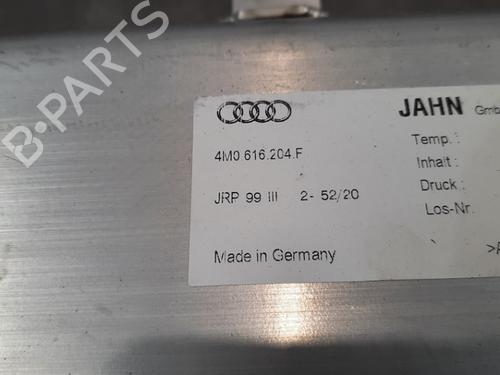 B-PARTS
JAHN Gmb
4M0 616.204.F
Temp.:
Inhalt :
JRP 99 III 2- 52/20
Druck :
Los-Nr.
Made in Germany